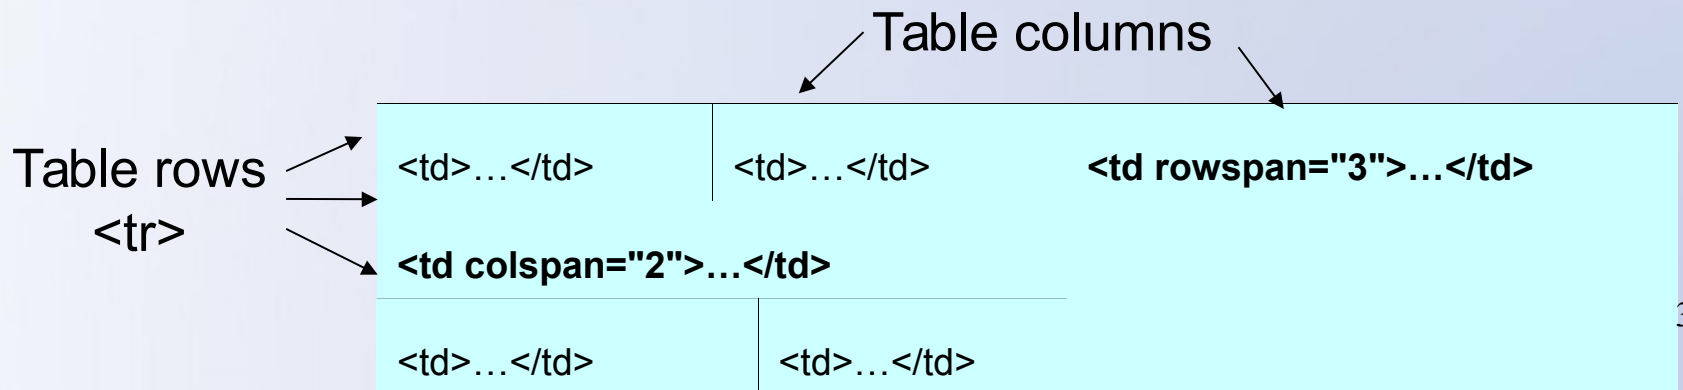 Table columns
Table rows
<tr>
<td>…</td> <td>…</td> <td rowspan="3">…</td>
<td colspan="2">…</td>
<td>…</td> <td>…</td>